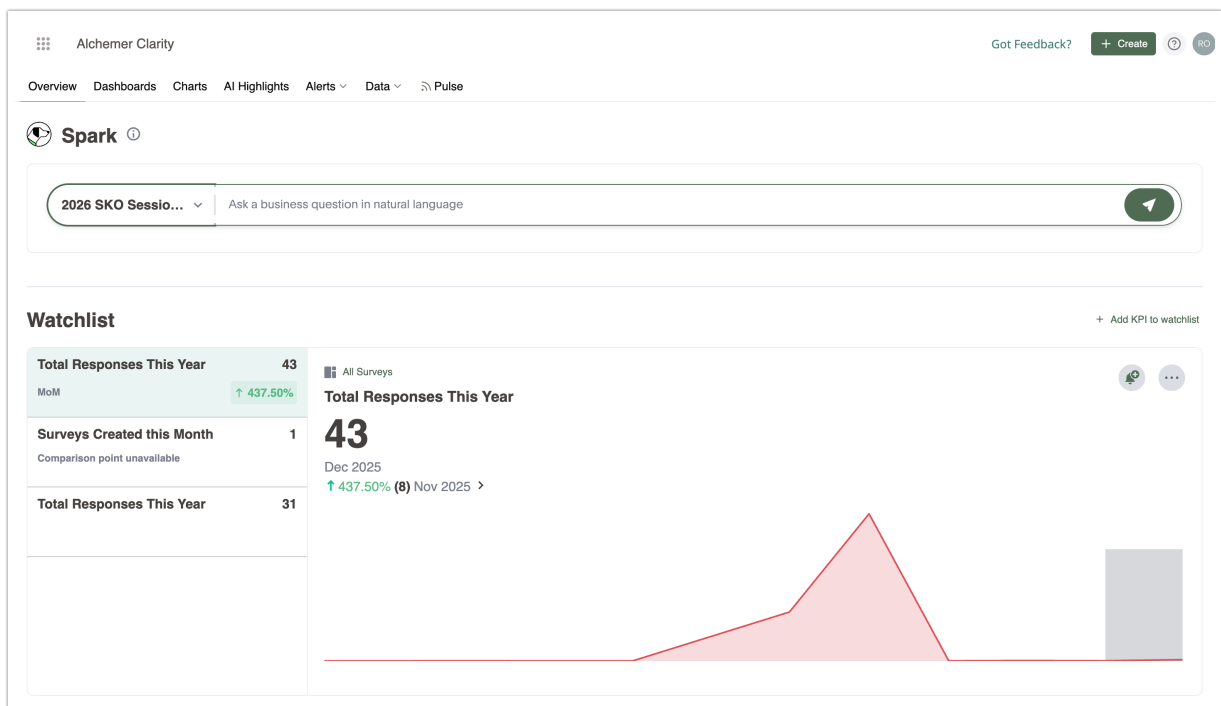 Alchemer Clarity
Got Feedback?
+ Create
RO
Overview Dashboards Charts AI Highlights Alerts Data Pulse
Spark
2026 SKO Sessio...
Ask a business question in natural language
Watchlist
+ Add KPI to watchlist
Total Responses This Year 43
MoM ↑ 437.50%
Surveys Created this Month 1
Comparison point unavailable
Total Responses This Year 31
All Surveys
Total Responses This Year
43
Dec 2025
↑ 437.50% (8) Nov 2025 >